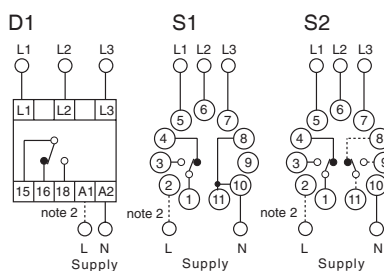 D1 S1 S2
L1 L2 L3 L1 L2 L3 L1 L2 L3
L1 L2 L3
5 6 7 5 6 7
4 8 4 8
3 9 3 9
15 16 18 A1 A2 2 10 2 10
1 11 1 11
note 2 note 2 note 2
L N L N L N
Supply Supply Supply